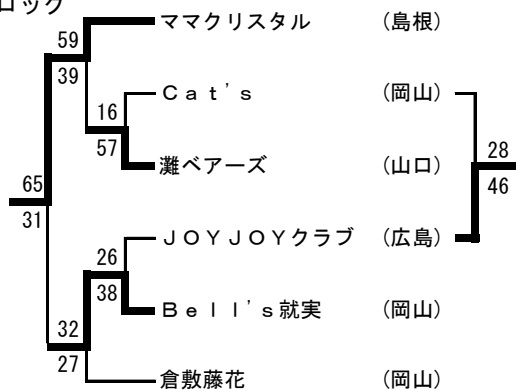 ロック
59 ママクリスタル (島根)
39
16 Ｃａｔ'ｓ (岡山)
57 灘ベアーズ (山口) 28
65 46
31
ＪＯＹＪＯＹクラブ (広島)
26
38 Ｂｅｌｌ'ｓ就実 (岡山)
32
27 倉敷藤花 (岡山)